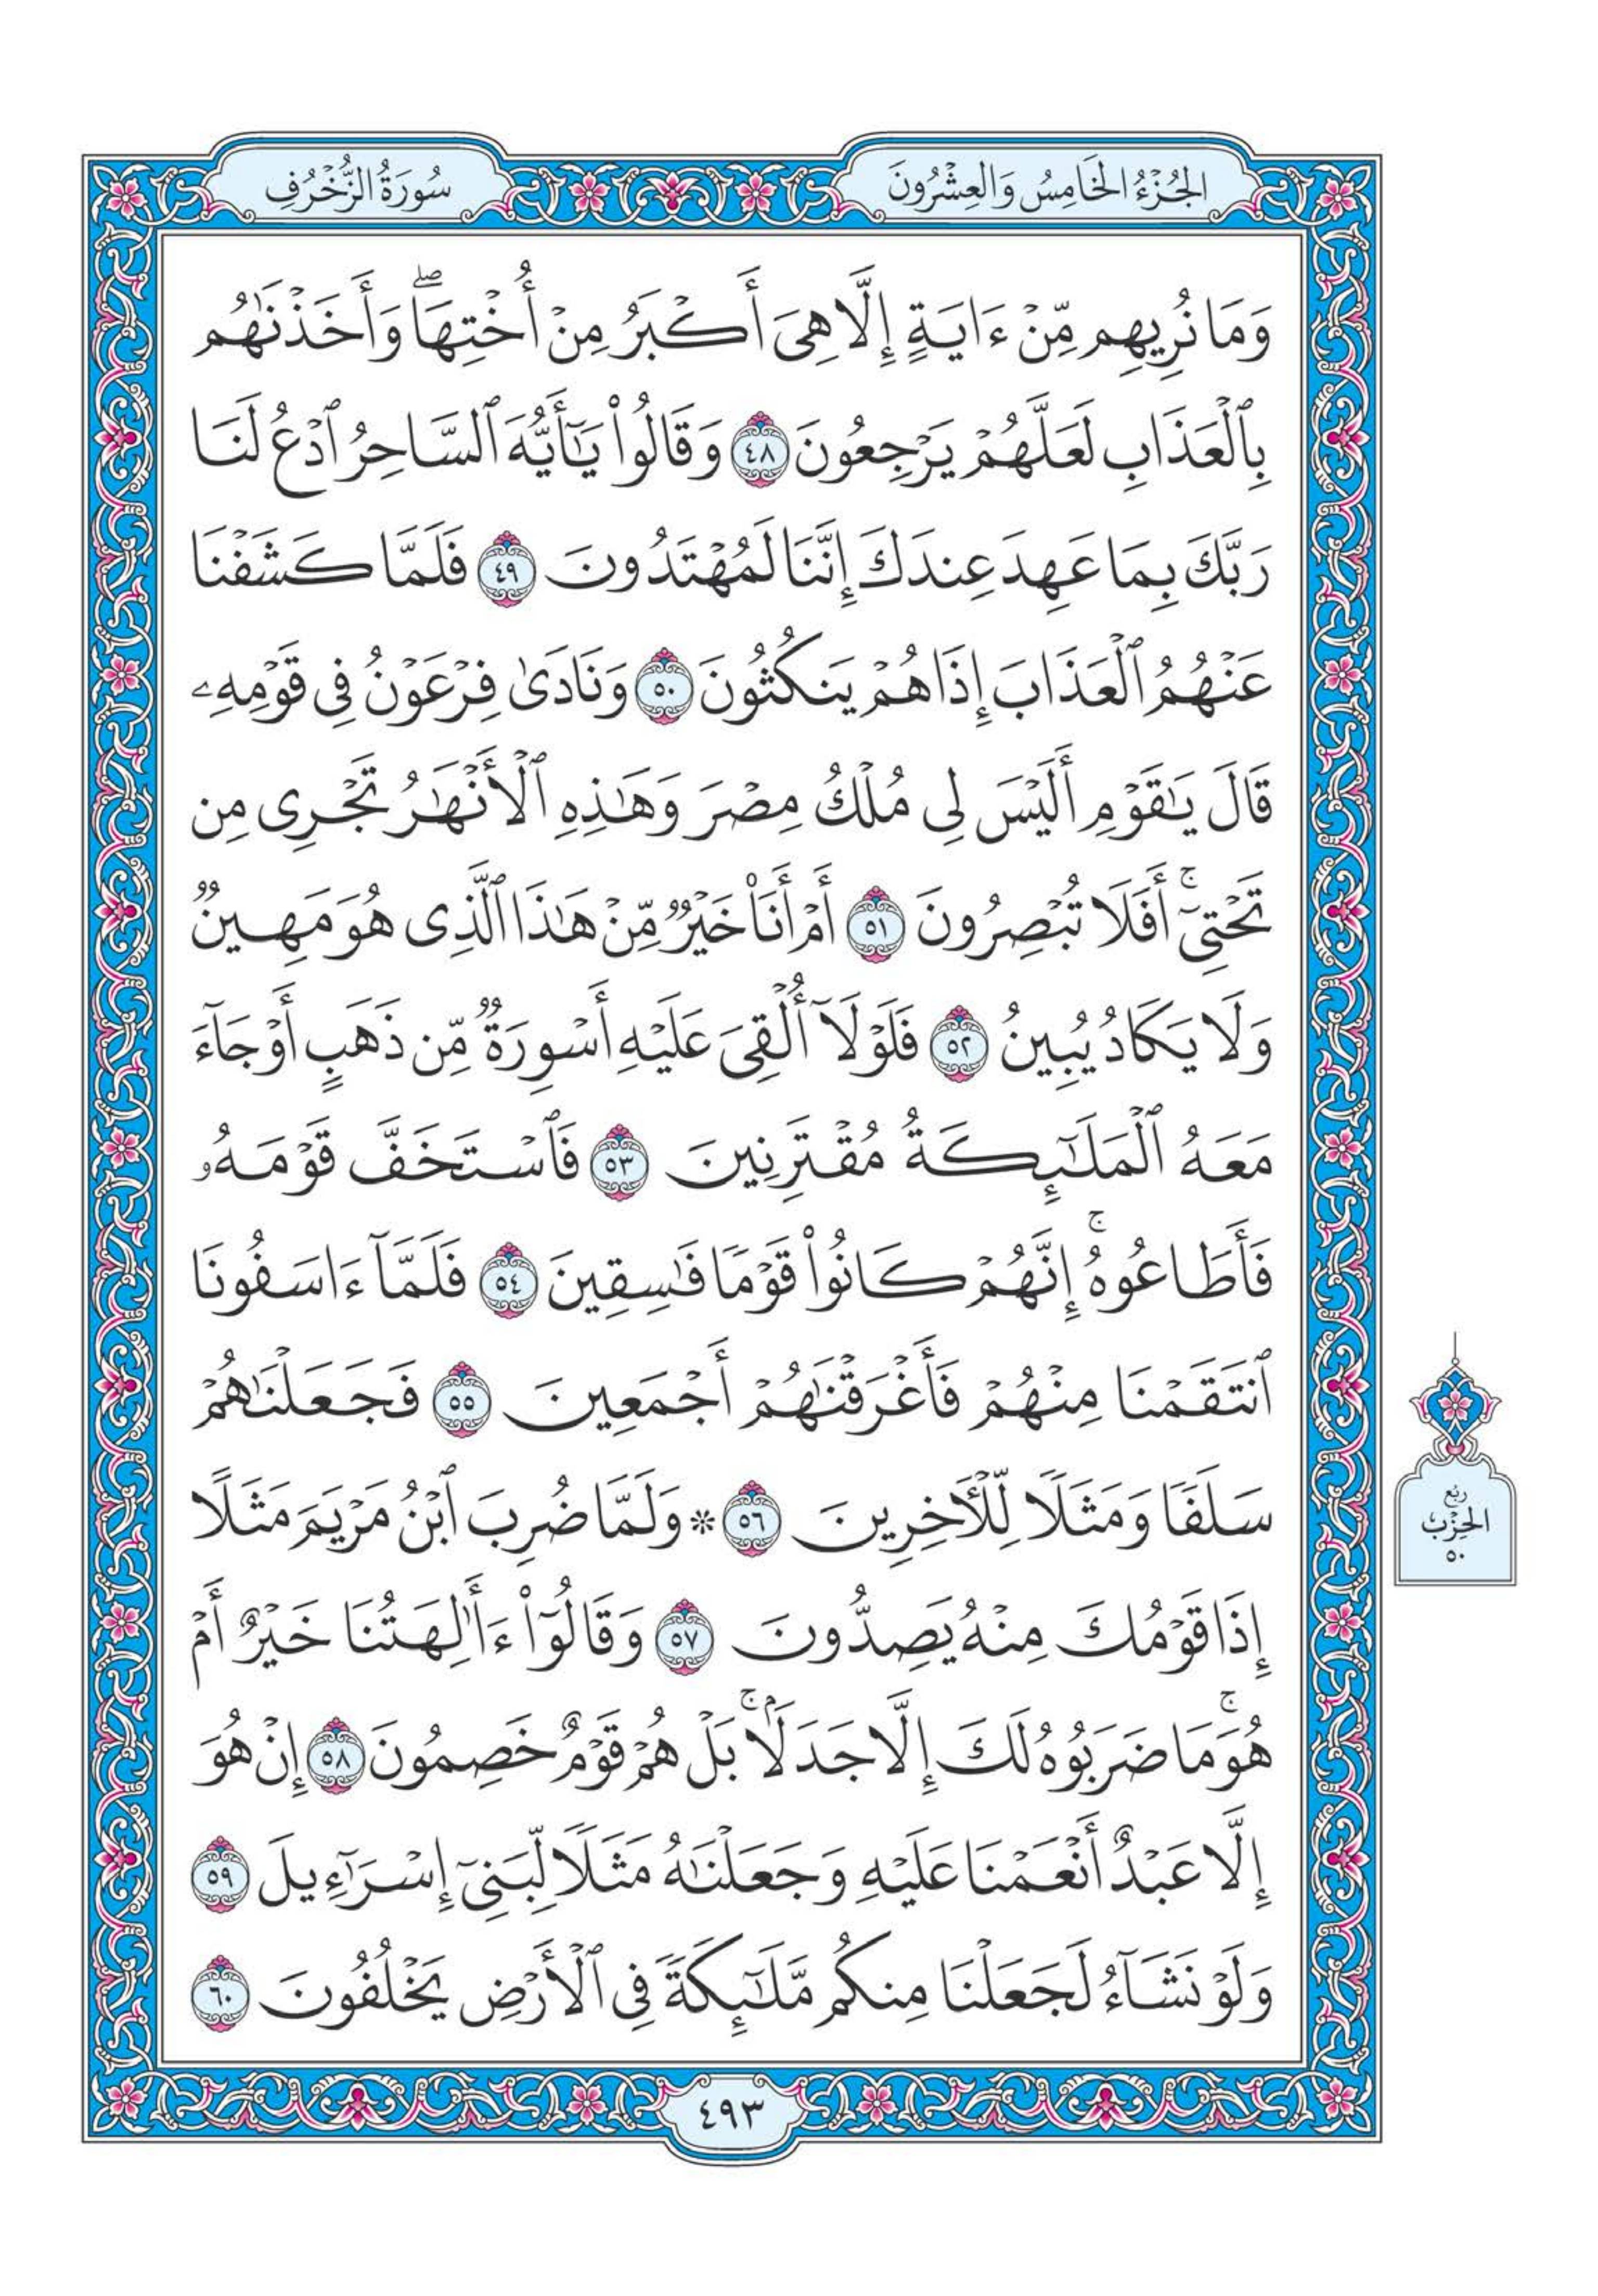 الجُزْءُ الخَامِسُ وَالعِشْرُونَ
سُورَةُ الزُّخْرُفِ
وَمَا نُرِيهِم مِّنْ ءَايَةٍ إِلَّا هِىَ أَكْبَرُ مِنْ أُخْتِهَاۖ وَأَخَذْنَٰهُم
بِٱلْعَذَابِ لَعَلَّهُمْ يَرْجِعُونَ ٤٨ وَقَالُوا۟ يَٰٓأَيُّهَ ٱلسَّاحِرُ ٱدْعُ لَنَا
رَبَّكَ بِمَا عَهِدَ عِندَكَ إِنَّنَا لَمُهْتَدُونَ ٤٩ فَلَمَّا كَشَفْنَا
عَنْهُمُ ٱلْعَذَابَ إِذَا هُمْ يَنكُثُونَ ٥٠ وَنَادَىٰ فِرْعَوْنُ فِى قَوْمِهِۦ
قَالَ يَٰقَوْمِ أَلَيْسَ لِى مُلْكُ مِصْرَ وَهَٰذِهِ ٱلْأَنْهَٰرُ تَجْرِى مِن
تَحْتِىٓۚ أَفَلَا تُبْصِرُونَ ٥١ أَمْ أَنَا۠ خَيْرٌ مِّنْ هَٰذَا ٱلَّذِى هُوَ مَهِينٌ
وَلَا يَكَادُ يُبِينُ ٥٢ فَلَوْلَآ أُلْقِىَ عَلَيْهِ أَسْوِرَةٌ مِّن ذَهَبٍ أَوْ جَآءَ
مَعَهُ ٱلْمَلَٰٓئِكَةُ مُقْتَرِنِينَ ٥٣ فَٱسْتَخَفَّ قَوْمَهُۥ
فَأَطَاعُوهُۚ إِنَّهُمْ كَانُوا۟ قَوْمًا فَٰسِقِينَ ٥٤ فَلَمَّآ ءَاسَفُونَا
ٱنتَقَمْنَا مِنْهُمْ فَأَغْرَقْنَٰهُمْ أَجْمَعِينَ ٥٥ فَجَعَلْنَٰهُمْ
سَلَفًا وَمَثَلًا لِّلْءَاخِرِينَ ٥٦ ۞ وَلَمَّا ضُرِبَ ٱبْنُ مَرْيَمَ مَثَلًا
إِذَا قَوْمُكَ مِنْهُ يَصِدُّونَ ٥٧ وَقَالُوٓا۟ ءَأَٰلِهَتُنَا خَيْرٌ أَمْ
هُوَۚ مَا ضَرَبُوهُ لَكَ إِلَّا جَدَلًۢاۚ بَلْ هُمْ قَوْمٌ خَصِمُونَ ٥٨ إِنْ هُوَ
إِلَّا عَبْدٌ أَنْعَمْنَا عَلَيْهِ وَجَعَلْنَٰهُ مَثَلًا لِّبَنِىٓ إِسْرَٰٓءِيلَ ٥٩
وَلَوْ نَشَآءُ لَجَعَلْنَا مِنكُم مَّلَٰٓئِكَةً فِى ٱلْأَرْضِ يَخْلُفُونَ ٦٠
ربع
الحِزْب
٥٠
٤٩٣